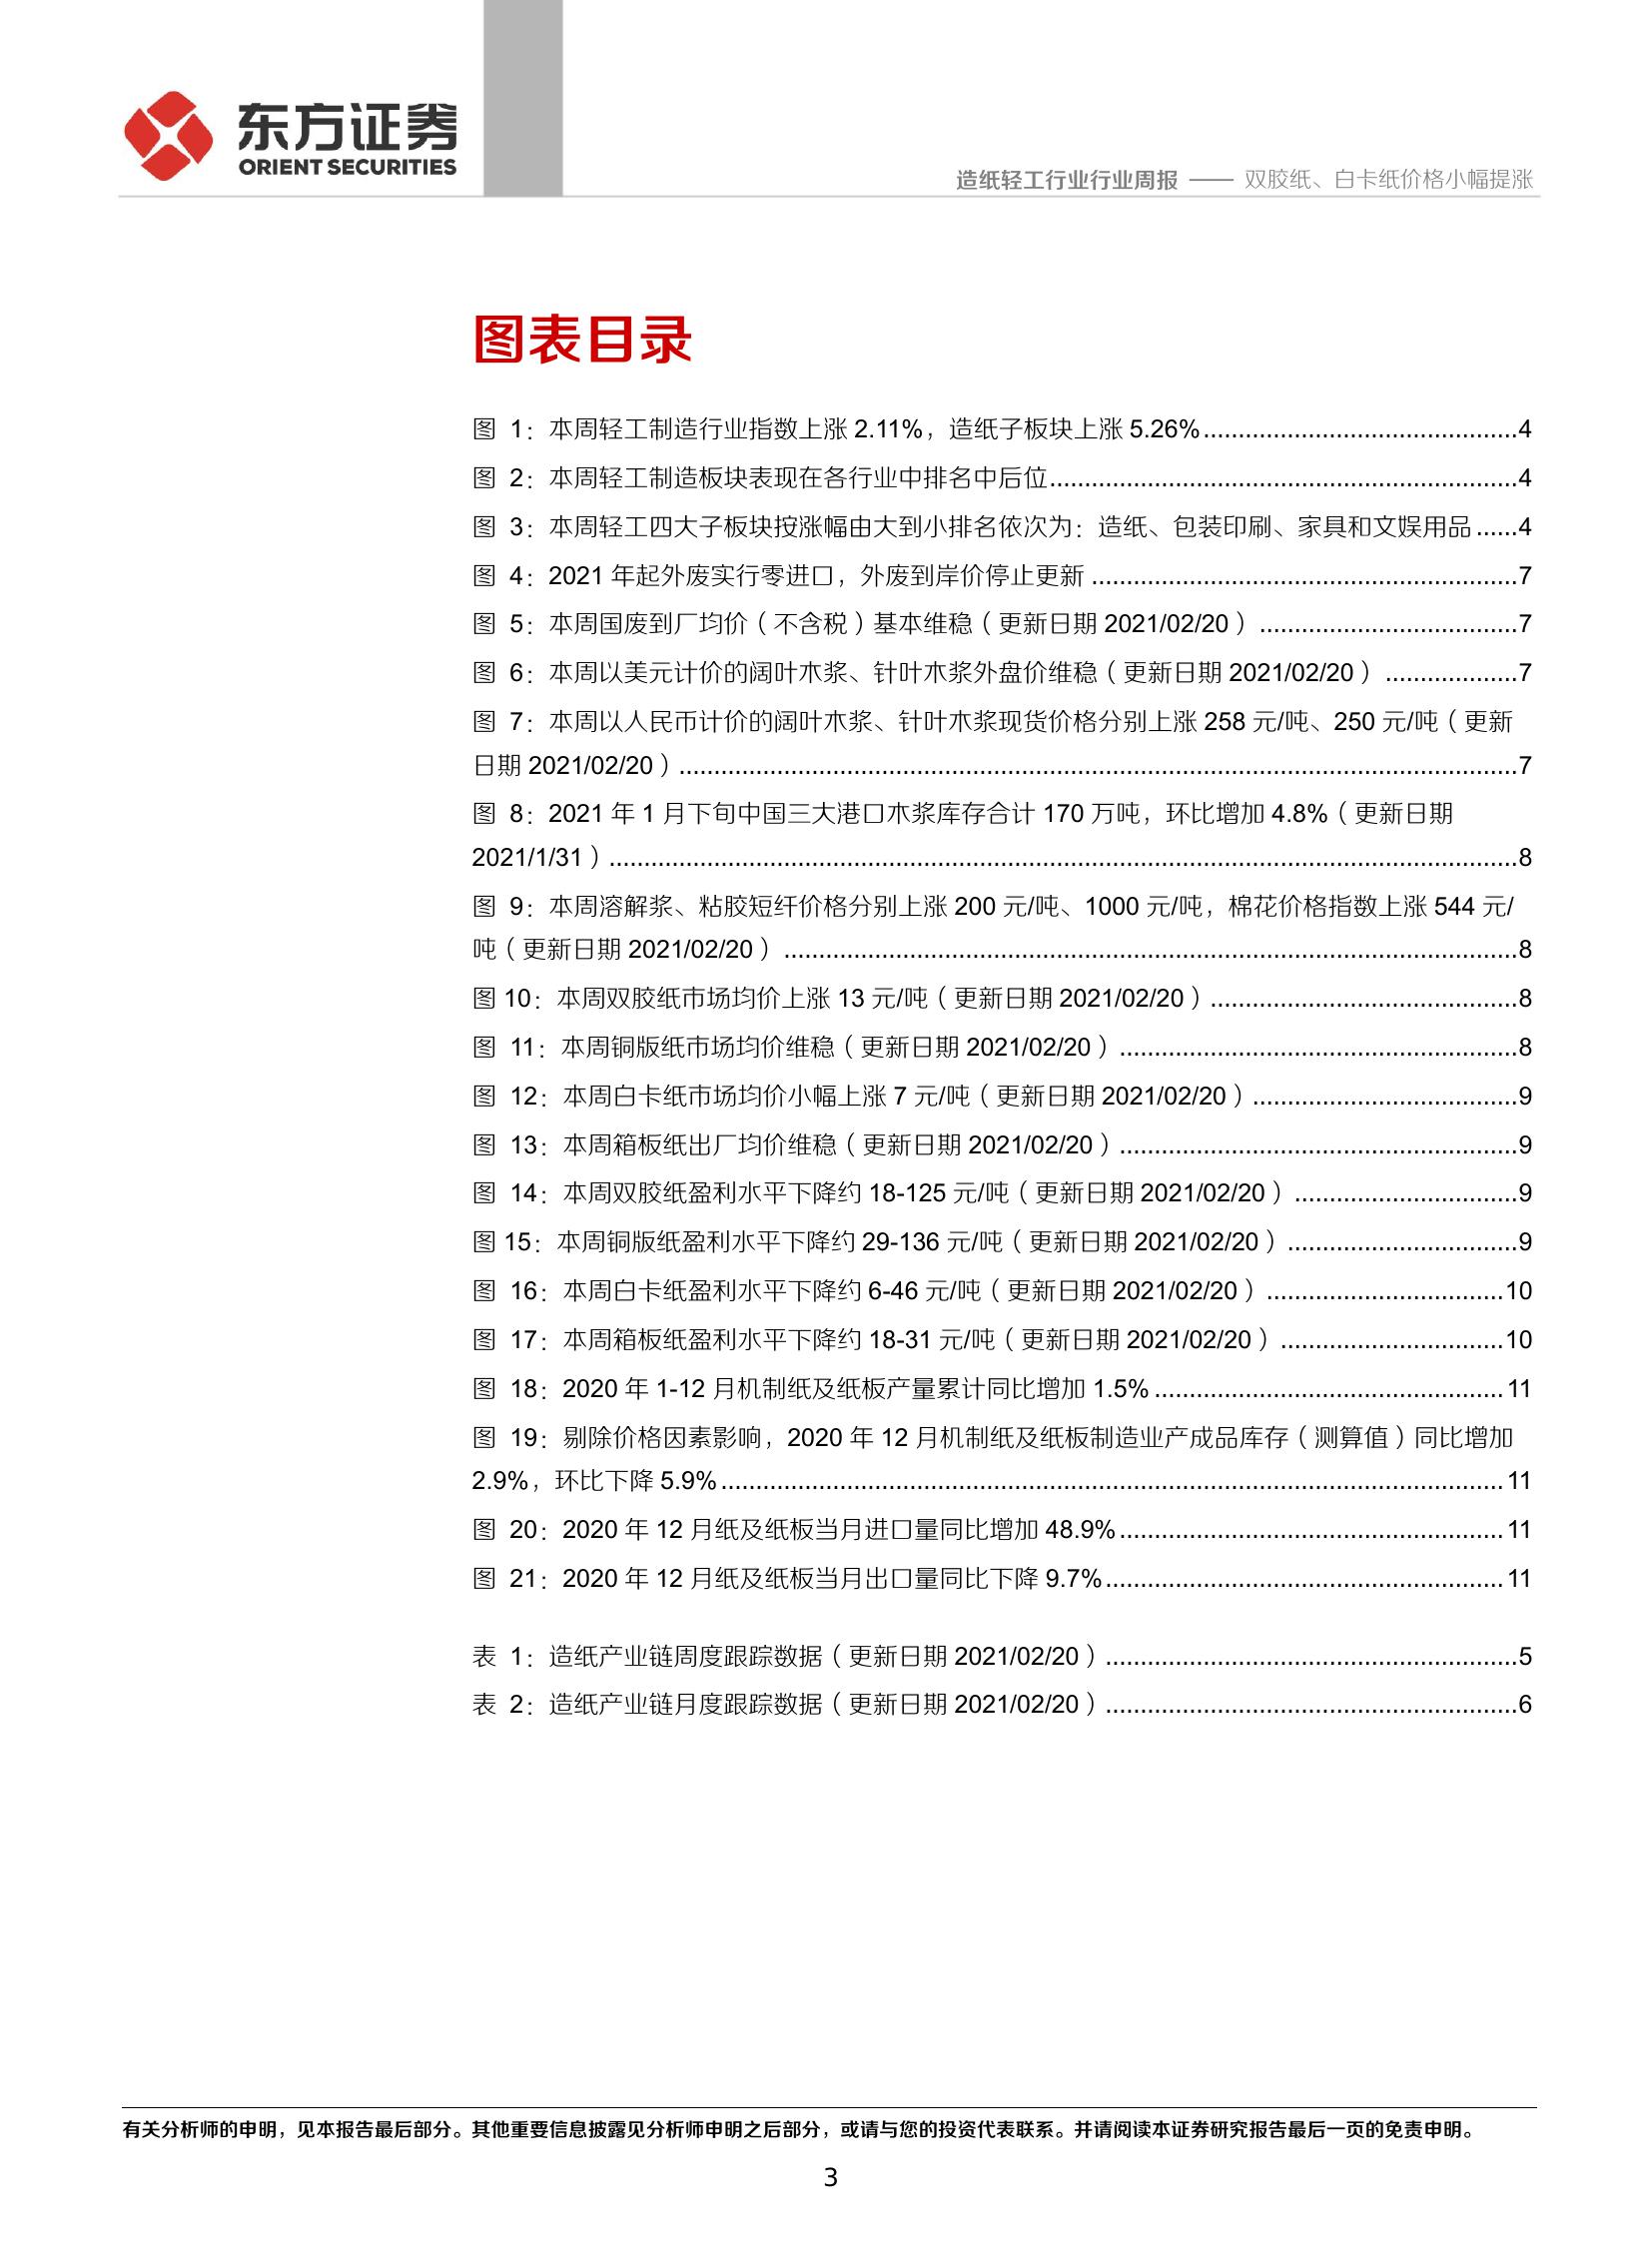 东方证券
ORIENT SECURITIES
造纸轻工行业行业周报 —— 双胶纸、白卡纸价格小幅提涨
图表目录
图 1：本周轻工制造行业指数上涨 2.11%，造纸子板块上涨 5.26%.............................................4
图 2：本周轻工制造板块表现在各行业中排名中后位...................................................................4
图 3：本周轻工四大子板块按涨幅由大到小排名依次为：造纸、包装印刷、家具和文娱用品......4
图 4：2021 年起外废实行零进口，外废到岸价停止更新 .............................................................7
图 5：本周国废到厂均价（不含税）基本维稳（更新日期 2021/02/20） .....................................7
图 6：本周以美元计价的阔叶木浆、针叶木浆外盘价维稳（更新日期 2021/02/20） ...................7
图 7：本周以人民币计价的阔叶木浆、针叶木浆现货价格分别上涨 258 元/吨、250 元/吨（更新
日期 2021/02/20）........................................................................................................................7
图 8：2021 年 1 月下旬中国三大港口木浆库存合计 170 万吨，环比增加 4.8%（更新日期
2021/1/31）..................................................................................................................................8
图 9：本周溶解浆、粘胶短纤价格分别上涨 200 元/吨、1000 元/吨，棉花价格指数上涨 544 元/
吨（更新日期 2021/02/20） .........................................................................................................8
图 10：本周双胶纸市场均价上涨 13 元/吨（更新日期 2021/02/20）............................................8
图 11：本周铜版纸市场均价维稳（更新日期 2021/02/20） .........................................................8
图 12：本周白卡纸市场均价小幅上涨 7 元/吨（更新日期 2021/02/20）......................................9
图 13：本周箱板纸出厂均价维稳（更新日期 2021/02/20）.........................................................9
图 14：本周双胶纸盈利水平下降约 18-125 元/吨（更新日期 2021/02/20） ................................9
图 15：本周铜版纸盈利水平下降约 29-136 元/吨（更新日期 2021/02/20） .................................9
图 16：本周白卡纸盈利水平下降约 6-46 元/吨（更新日期 2021/02/20） ..................................10
图 17：本周箱板纸盈利水平下降约 18-31 元/吨（更新日期 2021/02/20） ................................10
图 18：2020 年 1-12 月机制纸及纸板产量累计同比增加 1.5% ..................................................11
图 19：剔除价格因素影响，2020 年 12 月机制纸及纸板制造业产成品库存（测算值）同比增加
2.9%，环比下降 5.9%................................................................................................................11
图 20：2020 年 12 月纸及纸板当月进口量同比增加 48.9%.......................................................11
图 21：2020 年 12 月纸及纸板当月出口量同比下降 9.7%.........................................................11
表 1：造纸产业链周度跟踪数据（更新日期 2021/02/20）...........................................................5
表 2：造纸产业链月度跟踪数据（更新日期 2021/02/20）...........................................................6
有关分析师的申明，见本报告最后部分。其他重要信息披露见分析师申明之后部分，或请与您的投资代表联系。并请阅读本证券研究报告最后一页的免责申明。
3